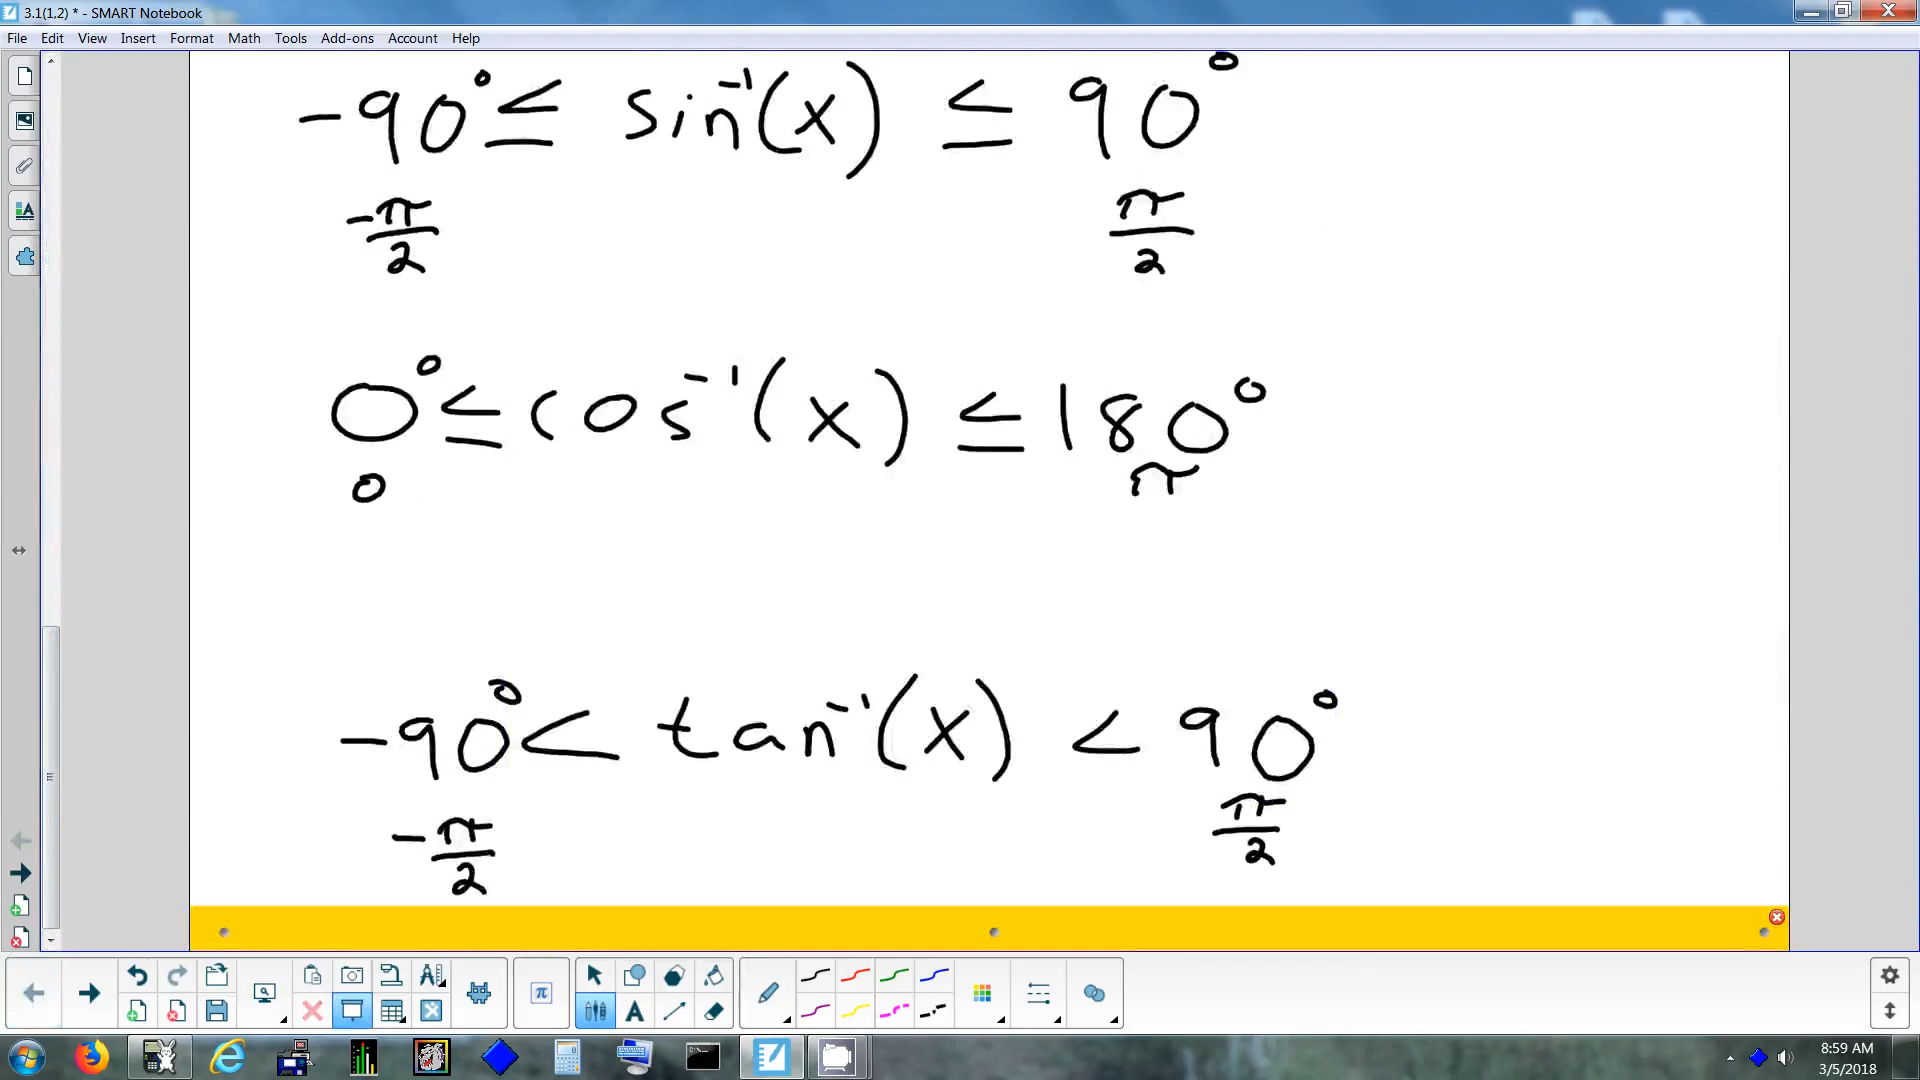 3.1(1,2) * - SMART Notebook
File Edit View Insert Format Math Tools Add-ons Account Help
-90° ≤ sin⁻¹(x) ≤ 90°
-π/2 π/2
0° ≤ cos⁻¹(x) ≤ 180°
0 π
-90° < tan⁻¹(x) < 90°
-π/2 π/2
8:59 AM
3/5/2018